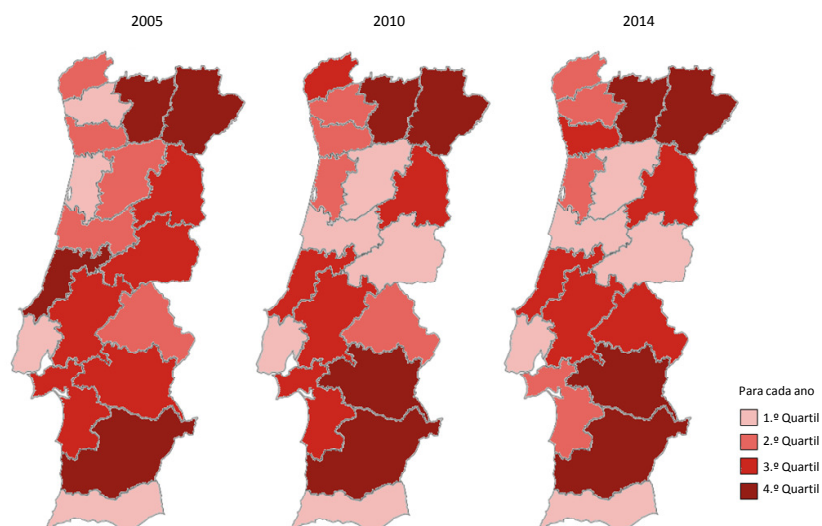 2005
2010
2014
Para cada ano
1.º Quartil
2.º Quartil
3.º Quartil
4.º Quartil